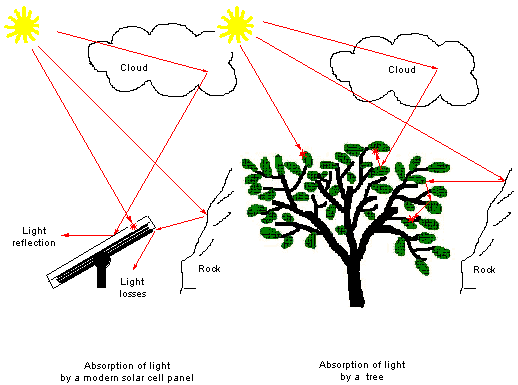 Cloud
Cloud
Light
reflection
Light
losses
Rock
Rock
Absorption of light
by a modern solar cell panel
Absorption of light
by a tree